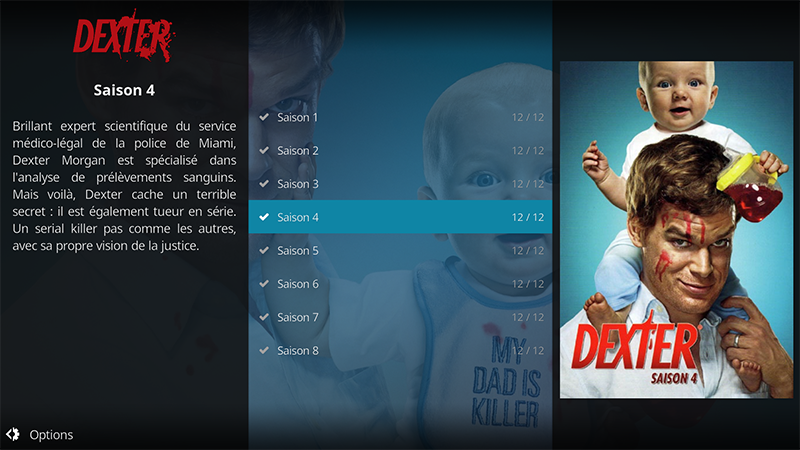 DEXTER
Saison 4
Brillant expert scientifique du service
médico-légal de la police de Miami,
Dexter Morgan est spécialisé dans
l'analyse de prélèvements sanguins.
Mais voilà, Dexter cache un terrible
secret : il est également tueur en série.
Un serial killer pas comme les autres,
avec sa propre vision de la justice.
Options
Saison 1 12 / 12
Saison 2 12 / 12
Saison 3 12 / 12
Saison 4 12 / 12
Saison 5 12 / 12
Saison 6 12 / 12
Saison 7 12 / 12
Saison 8 12 / 12
MY
DAD IS
KILLER
DEXTER
SAISON 4